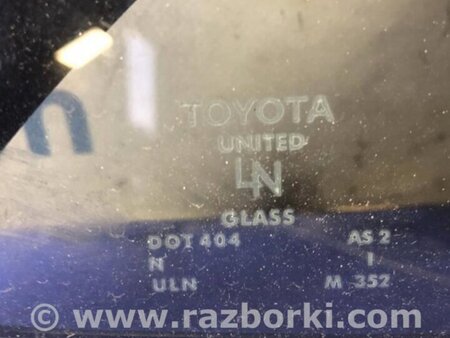 TOYOTA
UNITED
LN
GLASS
DOT 404 AS 2
N I
ULN M 352
© www.razborki.com